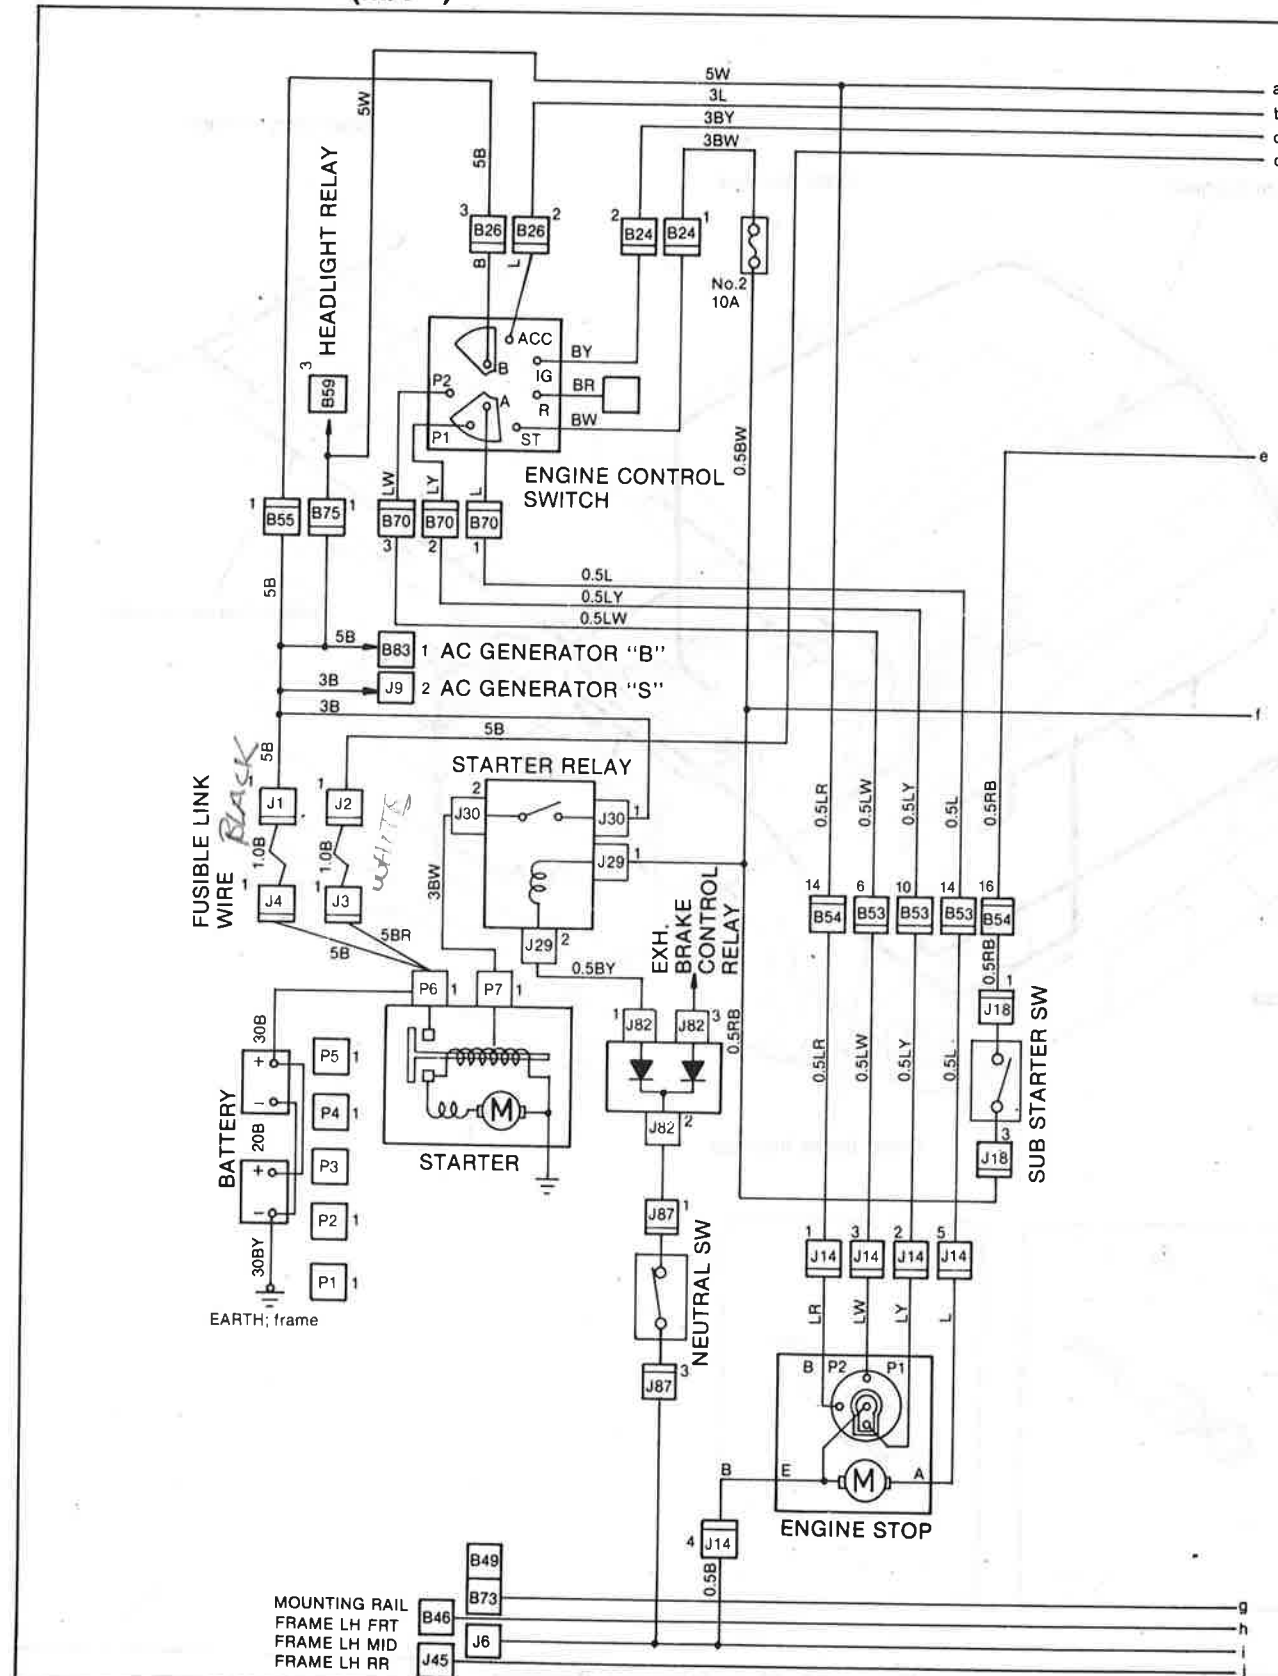 5W
3L
3BY
3BW
a
5W
5B
HEADLIGHT RELAY
3
B26
B26
2
2
B24
B24
1
B
L
No.2
10A
3
B59
ACC
B
BY
IG
BR
R
BW
P2
A
P1
ST
ENGINE CONTROL
SWITCH
0.5BW
e
LW
LY
L
1
B55
B75
1
B70
B70
B70
3
2
1
5B
0.5L
0.5LY
0.5LW
5B
B83
1 AC GENERATOR "B"
3B
J9
2 AC GENERATOR "S"
3B
5B
f
5B
BLACK
STARTER RELAY
FUSIBLE LINK
WIRE
1
J1
1
J2
2
J30
J30
1
WHITE
1.0B
1.0B
J29
1
3BW
1
J4
1
J3
5B
5BR
J29
2
0.5BY
EXH.
BRAKE
CONTROL
RELAY
0.5LR
0.5LW
0.5LY
0.5L
0.5RB
14
6
10
14
16
B54
B53
B53
B53
B54
0.5RB
P6
1
P7
1
1
J82
J82
3
0.5RB
1
J18
SUB STARTER SW
30B
BATTERY
+
−
20B
+
−
30BY
P5
1
P4
1
P3
P2
1
P1
1
EARTH; frame
M
STARTER
J82
2
0.5LR
0.5LW
0.5LY
0.5L
3
J18
J87
1
NEUTRAL SW
J87
3
1
3
2
5
J14
J14
J14
J14
LR
LW
LY
L
B
P2
P1
B
E
M
A
ENGINE STOP
4
J14
0.5B
B49
B73
g
MOUNTING RAIL
B46
h
FRAME LH FRT
FRAME LH MID
J6
i
FRAME LH RR
J45